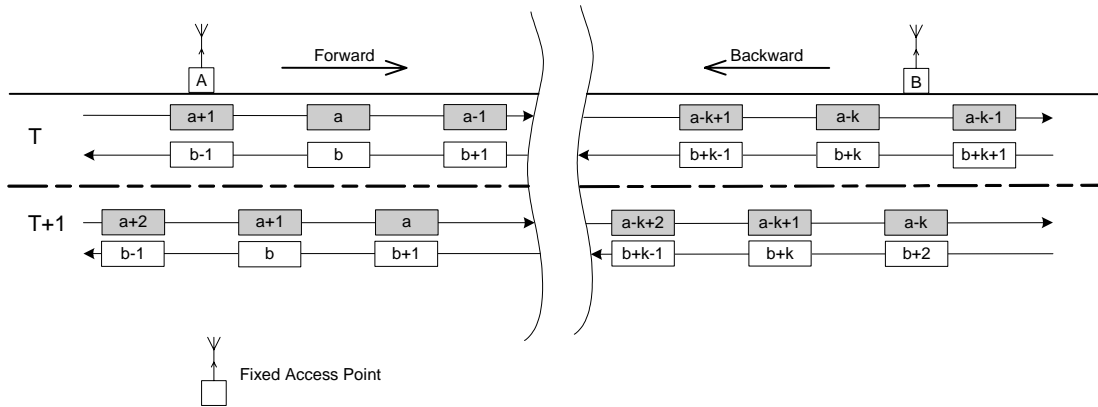 Forward
Backward
A
B
T
a+1 a a-1 a-k+1 a-k a-k-1
b-1 b b+1 b+k-1 b+k b+k+1
T+1
a+2 a+1 a a-k+2 a-k+1 a-k
b-1 b b+1 b+k-1 b+k b+2
Fixed Access Point